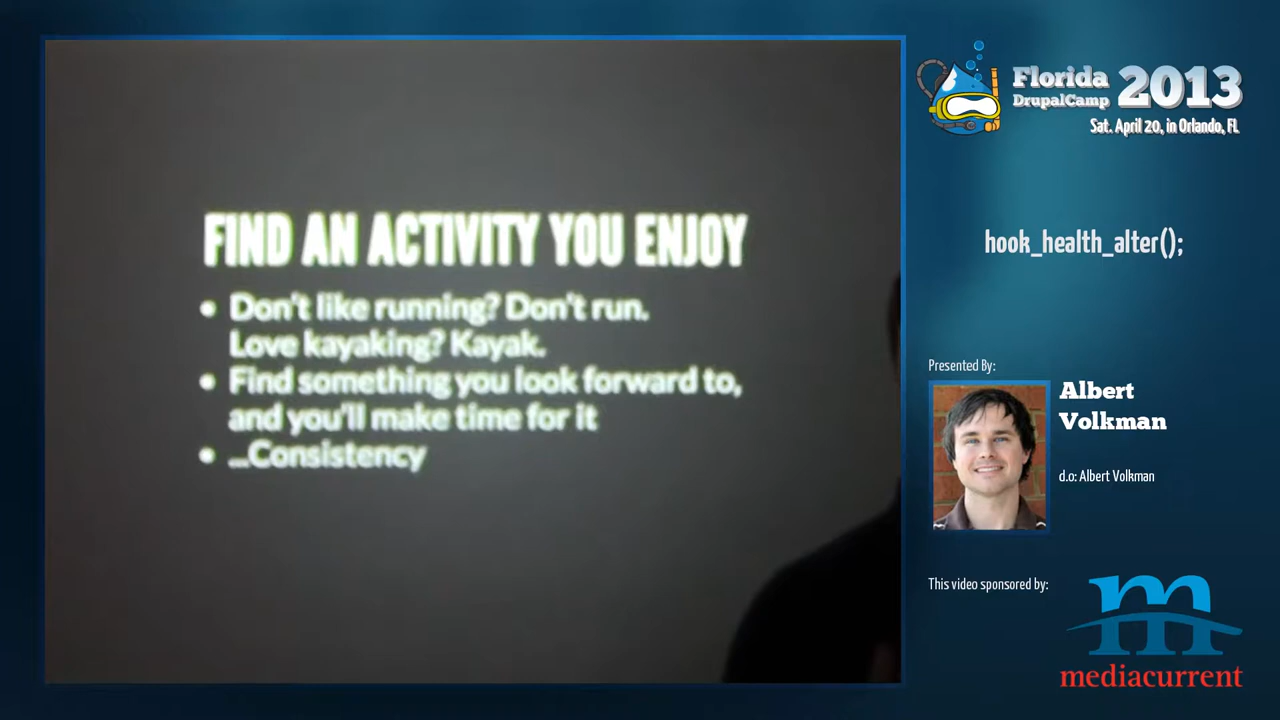 FIND AN ACTIVITY YOU ENJOY
• Don't like running? Don't run.
Love kayaking? Kayak.
• Find something you look forward to,
and you'll make time for it
• ...Consistency
Florida
DrupalCamp
2013
Sat. April 20, in Orlando, FL
hook_health_alter();
Presented By:
Albert
Volkman
d.o: Albert Volkman
This video sponsored by:
m
mediacurrent